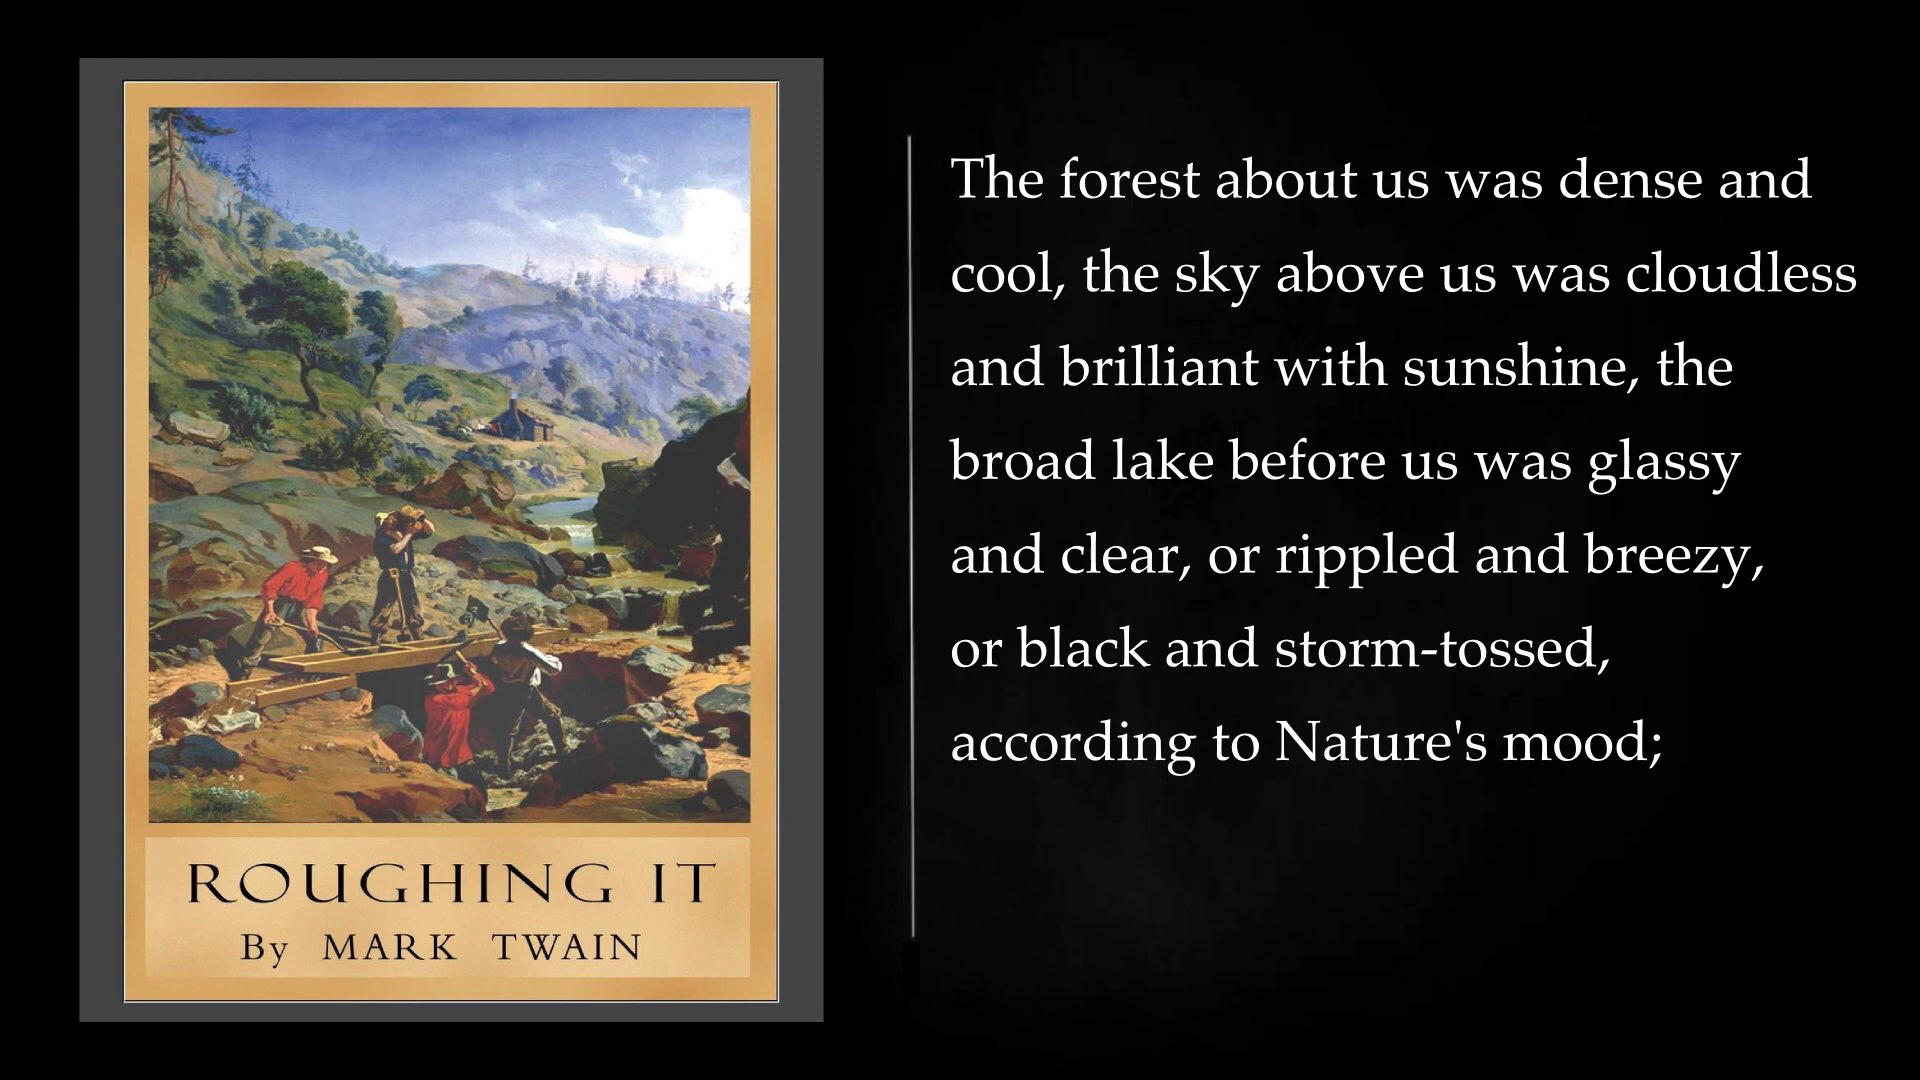 ROUGHING IT
By MARK TWAIN
The forest about us was dense and
cool, the sky above us was cloudless
and brilliant with sunshine, the
broad lake before us was glassy
and clear, or rippled and breezy,
or black and storm-tossed,
according to Nature's mood;